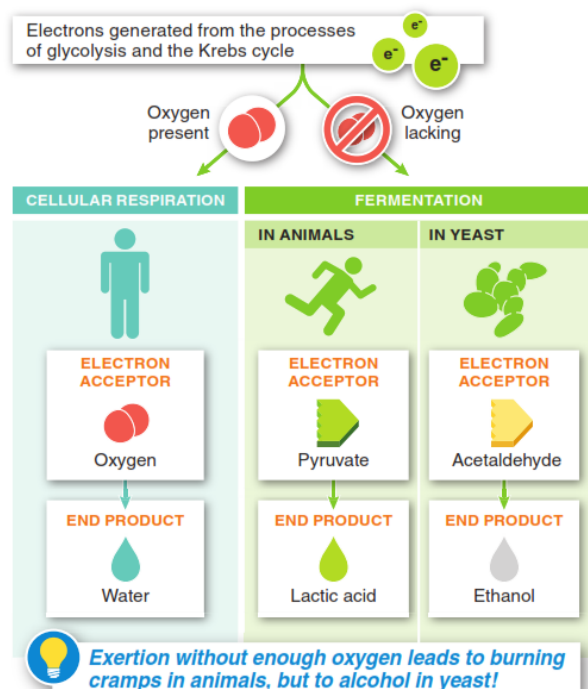 Electrons generated from the processes
of glycolysis and the Krebs cycle
e-
e-
e-
Oxygen
present
Oxygen
lacking
CELLULAR RESPIRATION
FERMENTATION
IN ANIMALS
IN YEAST
ELECTRON
ACCEPTOR
Oxygen
END PRODUCT
Water
ELECTRON
ACCEPTOR
Pyruvate
END PRODUCT
Lactic acid
ELECTRON
ACCEPTOR
Acetaldehyde
END PRODUCT
Ethanol
Exertion without enough oxygen leads to burning
cramps in animals, but to alcohol in yeast!